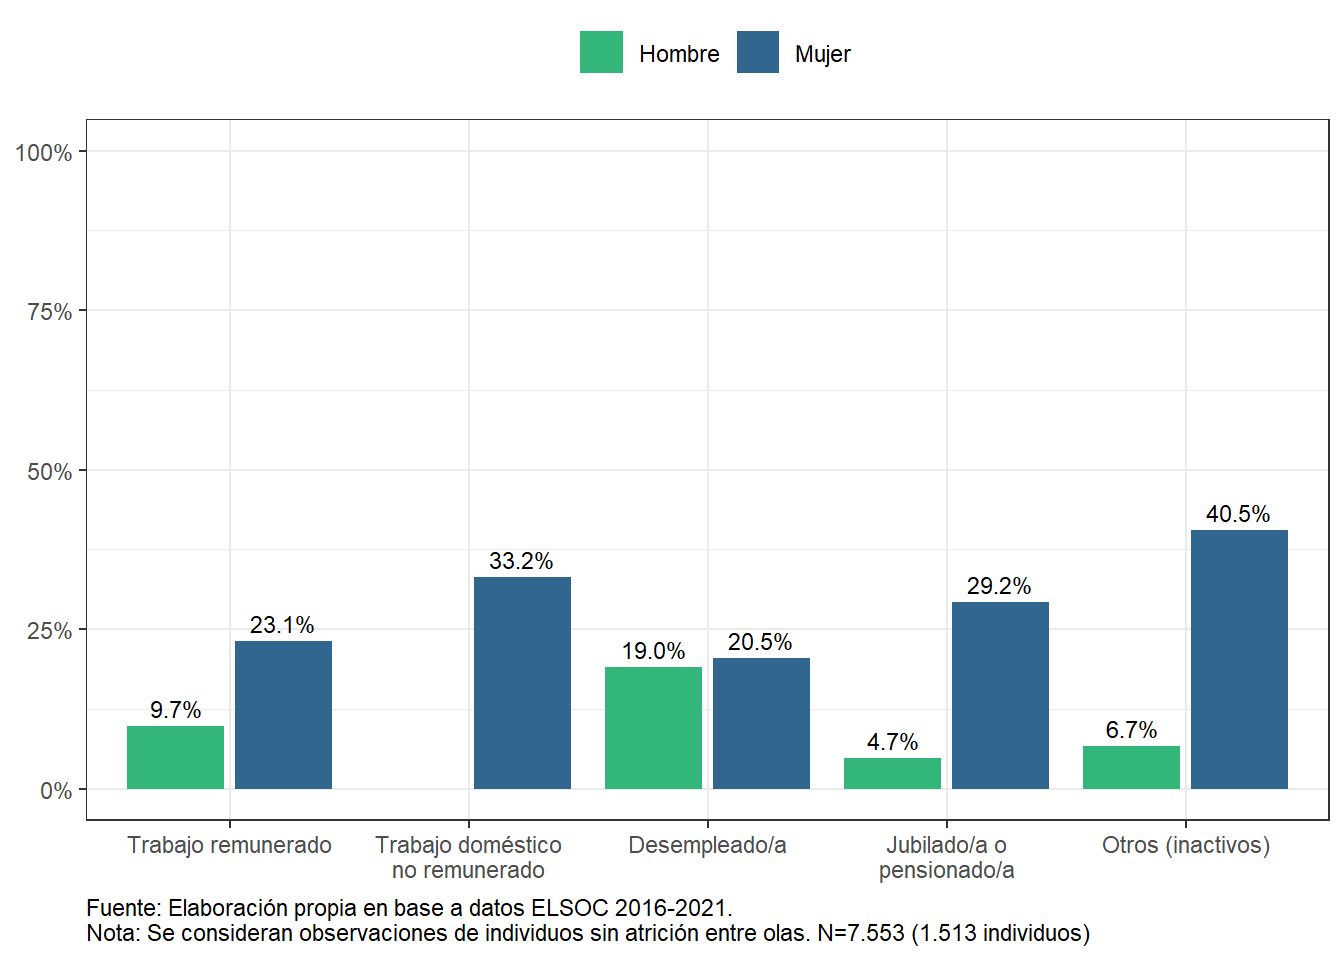 Hombre Mujer
100%
75%
50%
25%
0%
9.7% 23.1% 33.2% 19.0% 20.5% 4.7% 29.2% 6.7% 40.5%
Trabajo remunerado Trabajo doméstico Desempleado/a Jubilado/a o Otros (inactivos)
no remunerado pensionado/a
Fuente: Elaboración propia en base a datos ELSOC 2016-2021.
Nota: Se consideran observaciones de individuos sin atrición entre olas. N=7.553 (1.513 individuos)